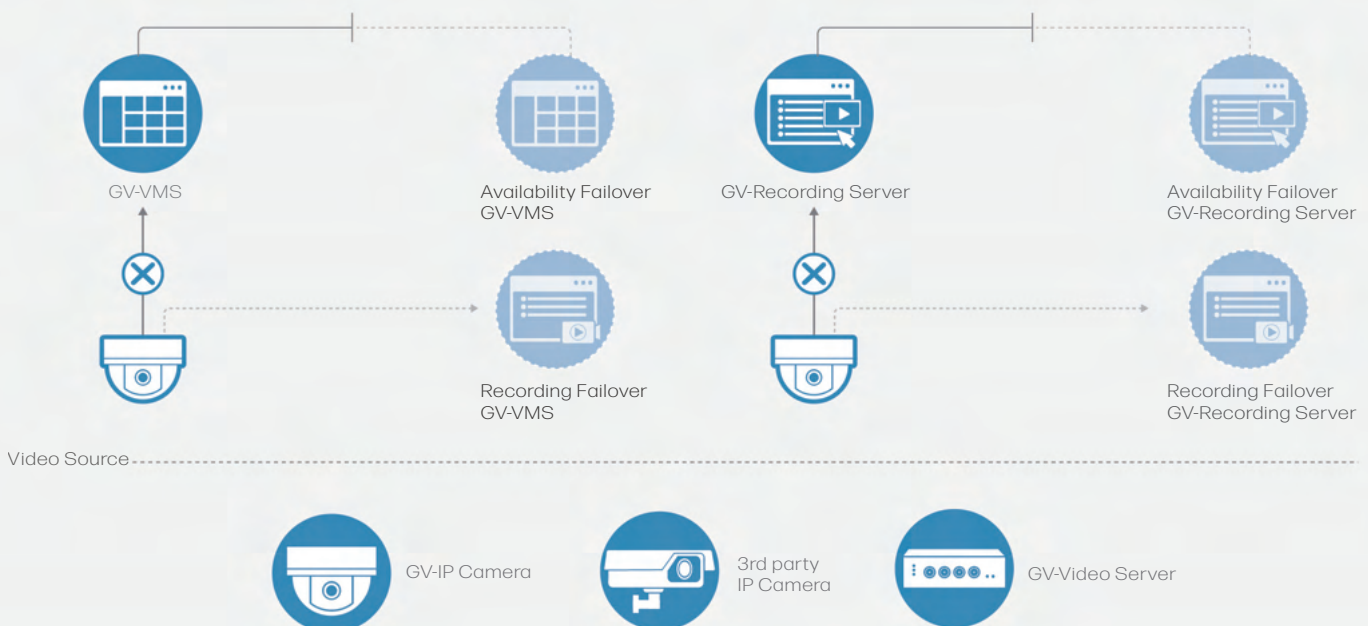 GV-VMS
Availability Failover
GV-VMS
GV-Recording Server
Availability Failover
GV-Recording Server
Recording Failover
GV-VMS
Recording Failover
GV-Recording Server
Video Source
GV-IP Camera
3rd party
IP Camera
GV-Video Server